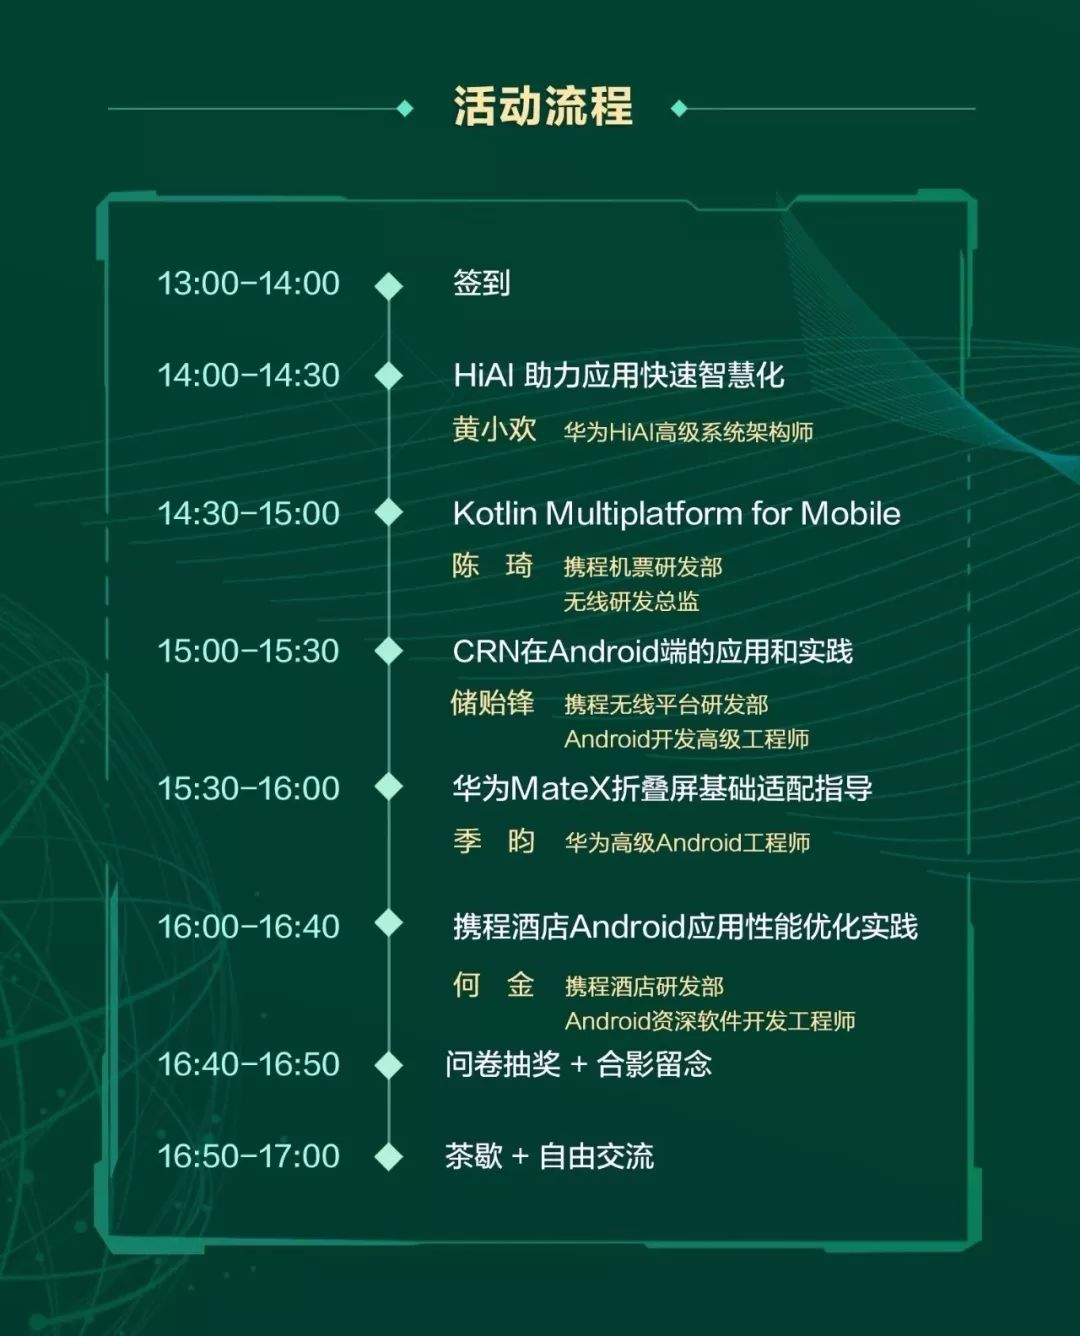 活动流程
13:00-14:00 签到
14:00-14:30 HiAI 助力应用快速智慧化
黄小欢 华为HiAI高级系统架构师
14:30-15:00 Kotlin Multiplatform for Mobile
陈 琦 携程机票研发部
无线研发总监
15:00-15:30 CRN在Android端的应用和实践
储贻锋 携程无线平台研发部
Android开发高级工程师
15:30-16:00 华为MateX折叠屏基础适配指导
季 昀 华为高级Android工程师
16:00-16:40 携程酒店Android应用性能优化实践
何 金 携程酒店研发部
Android资深软件开发工程师
16:40-16:50 问卷抽奖 + 合影留念
16:50-17:00 茶歇 + 自由交流